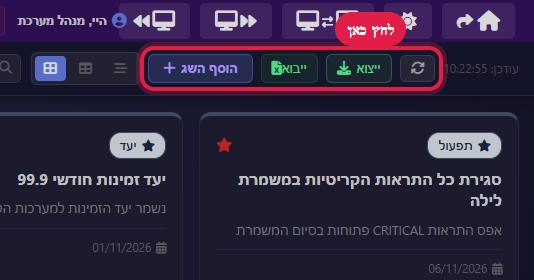 היי, מנהל מערכת
לחץ כאן
עודכן: 10:22:55
ייצוא
ייבוא
הוסף השג +
תפעול
סגירת כל התראות הקריטיות במשמרת
לילה
אפס התראות CRITICAL פתוחות בסיום המשמרת
06/11/2026
יעד
יעד זמינות חודשי 99.9
נשמר יעד הזמינות למערכות
01/11/2026